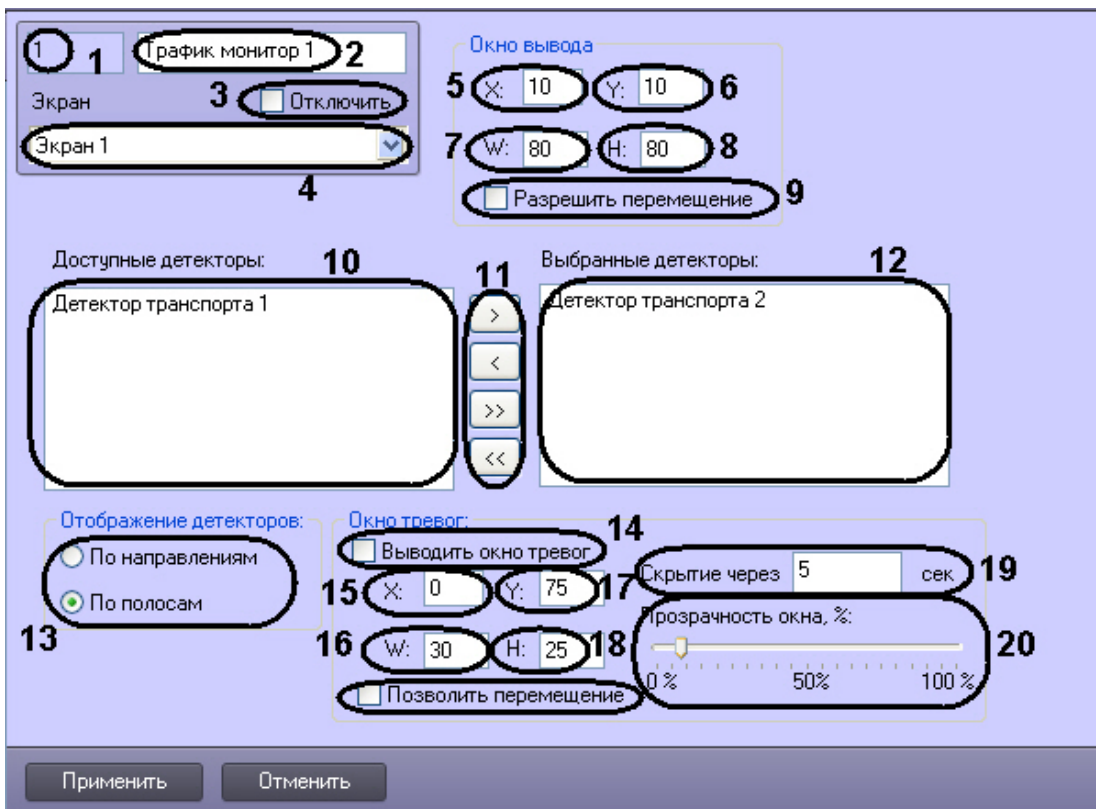 1 1 Трафик монитор 1 2
Экран 3 Отключить
Экран 1
4
Окно вывода
5 X: 10 Y: 10 6
7 W: 80 H: 80 8
Разрешить перемещение 9
Доступные детекторы: 10
Детектор транспорта 1
11
>
<
>>
<<
Выбранные детекторы: 12
Детектор транспорта 2
Отображение детекторов:
По направлениям
По полосам
13
Окно тревог: 14
Выводить окно тревог
15 X: 0 Y: 75 17
16 W: 30 H: 25 18
Позволить перемещение
Скрытие через 5 сек 19
Прозрачность окна, %:
20
0 % 50% 100 %
Применить Отменить